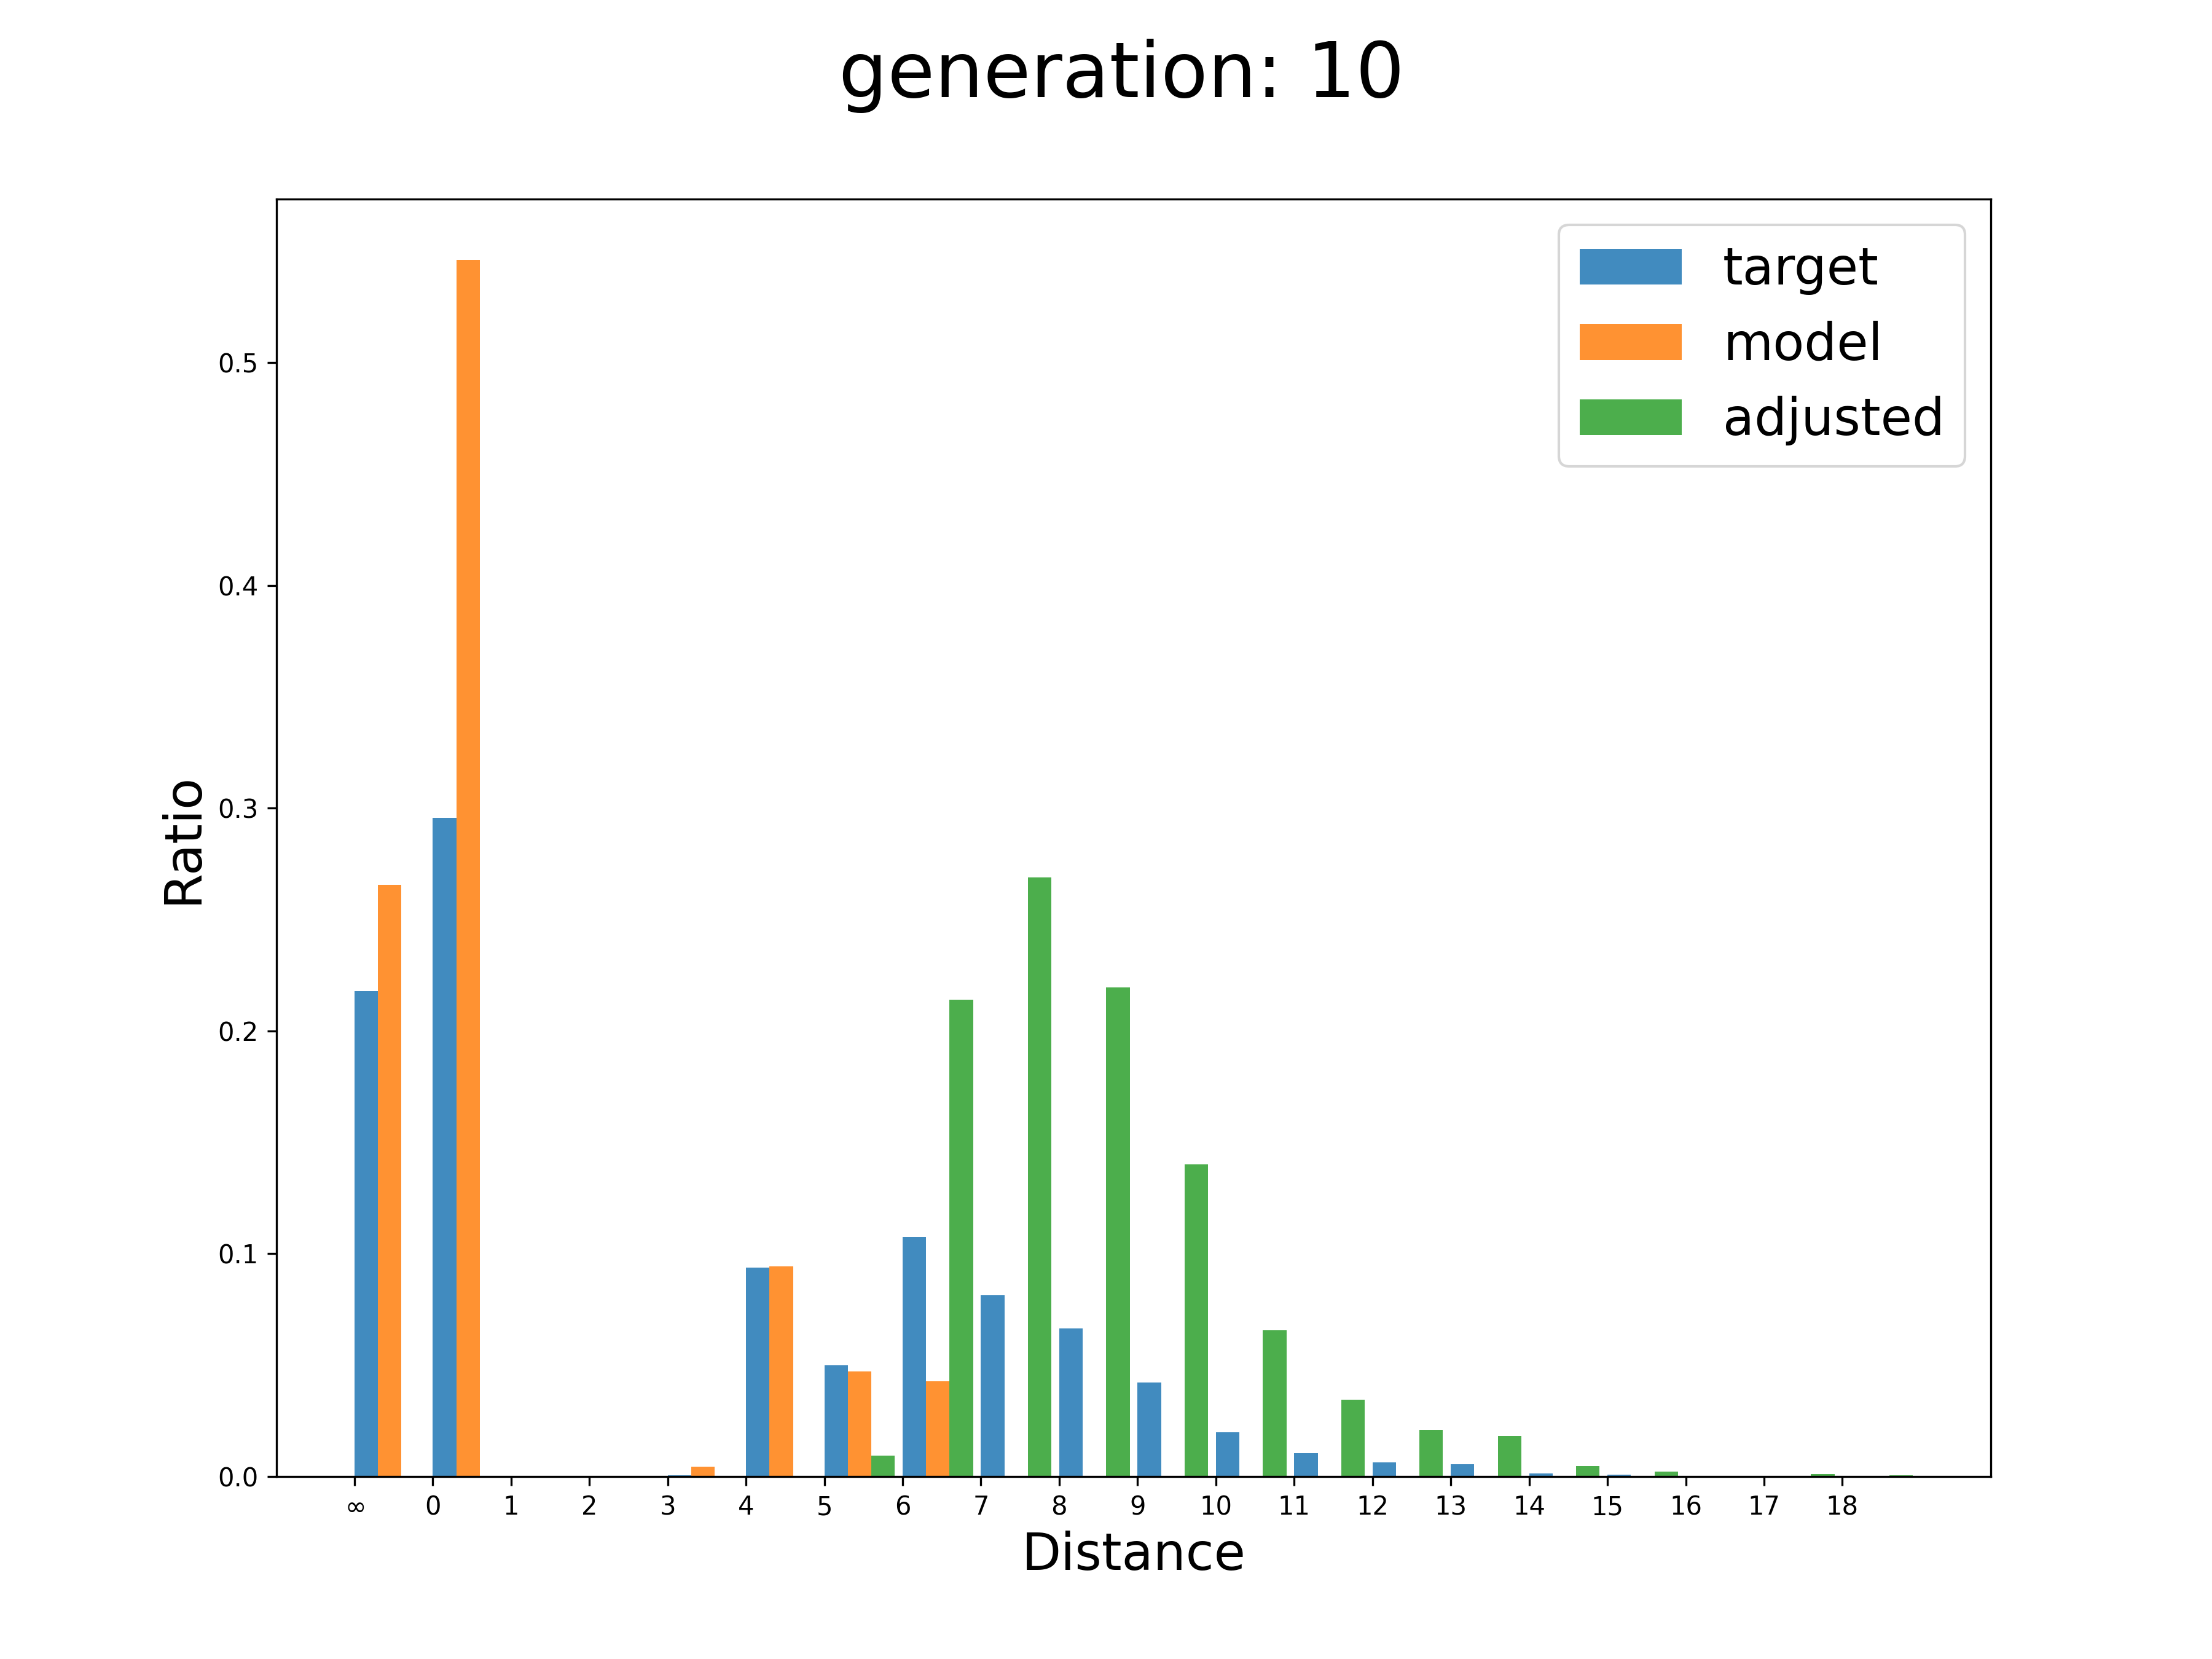 generation: 10
target
model
adjusted
0.5
0.4
0.3
0.2
0.1
0.0
Ratio
∞ 0 1 2 3 4 5 6 7 8 9 10 11 12 13 14 15 16 17 18
Distance